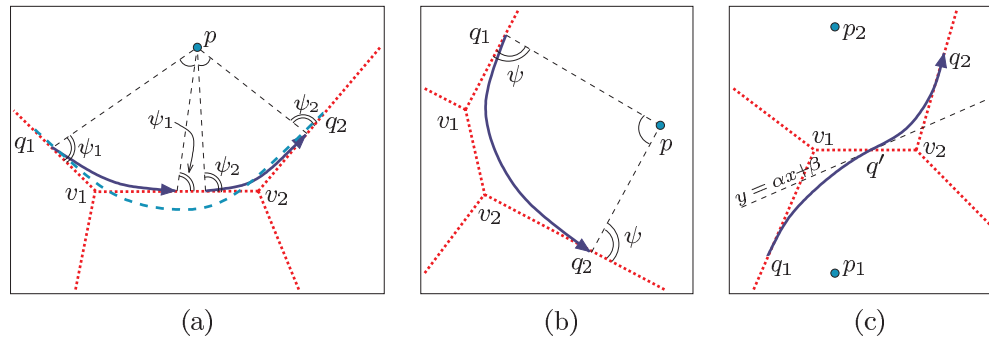 p
ψ₂
ψ₁
q₂
q₁
ψ₁
ψ₂
v₁
v₂
(a)
q₁
ψ
v₁
p
v₂
ψ
q₂
(b)
p₂
q₂
v₁
v₂
q′
y = αx+β
q₁
p₁
(c)